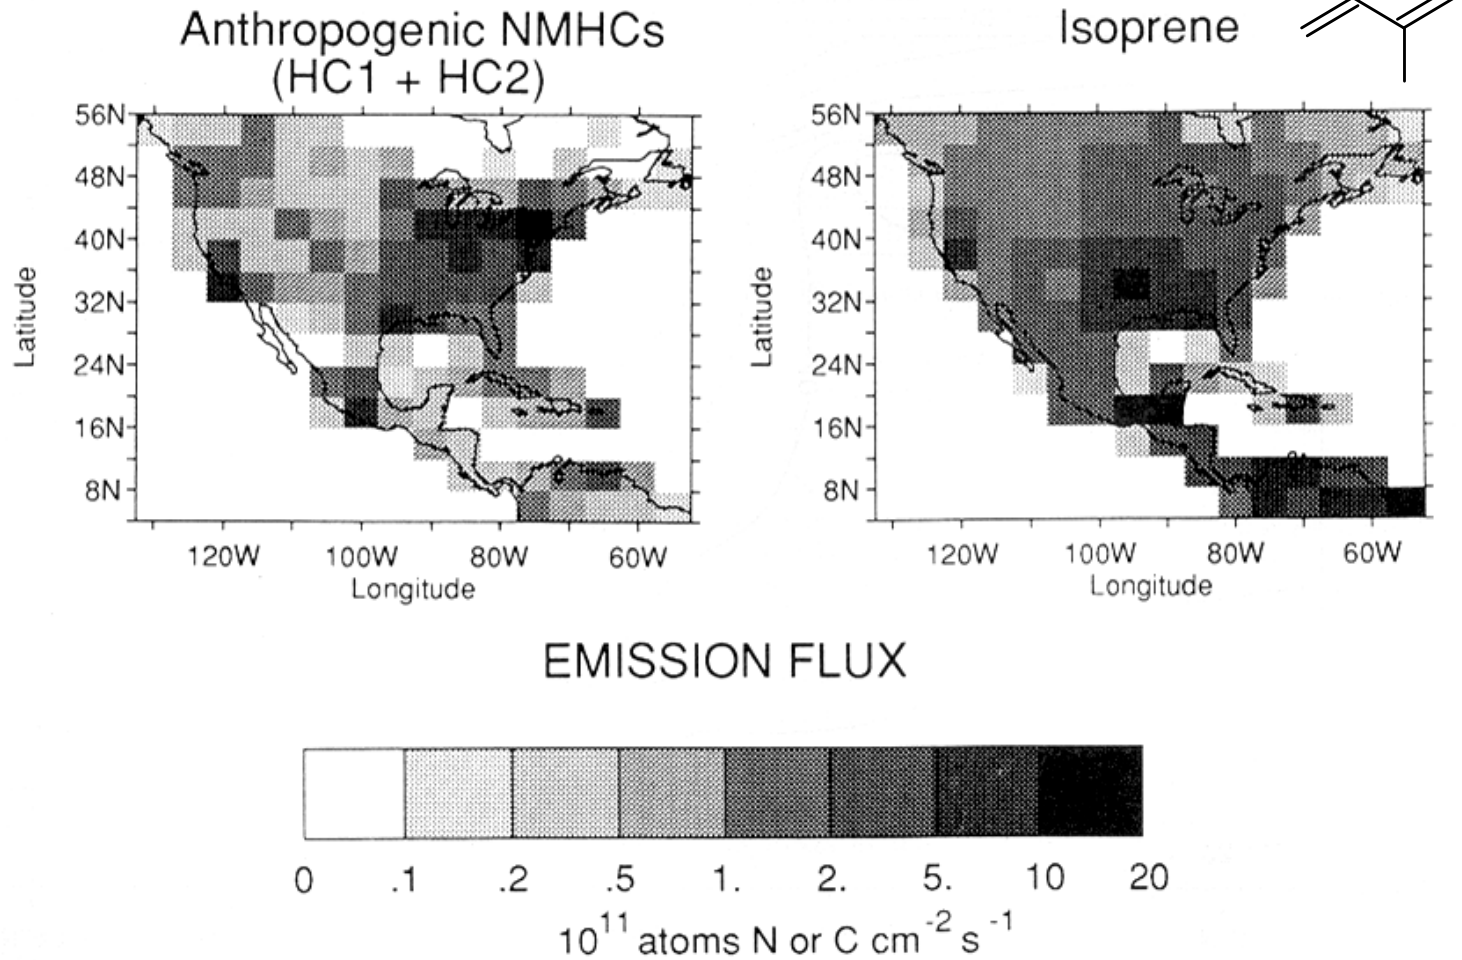 Anthropogenic NMHCs
(HC1 + HC2)
Isoprene
56N
48N
40N
32N
24N
16N
8N
Latitude
120W 100W 80W 60W
Longitude
56N
48N
40N
32N
24N
16N
8N
Latitude
120W 100W 80W 60W
Longitude
EMISSION FLUX
0 .1 .2 .5 1. 2. 5. 10 20
10¹¹ atoms N or C cm⁻² s⁻¹